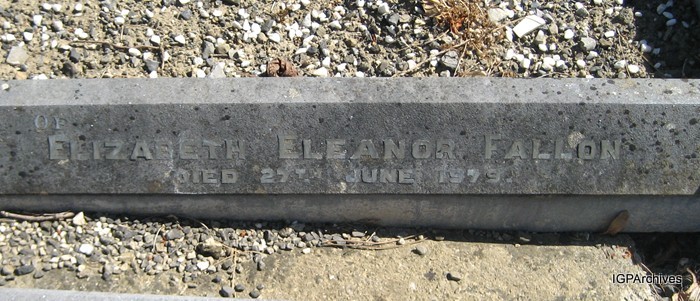 OF
ELIZABETH ELEANOR FALLON
DIED 27TH JUNE 1979.
IGPArchives